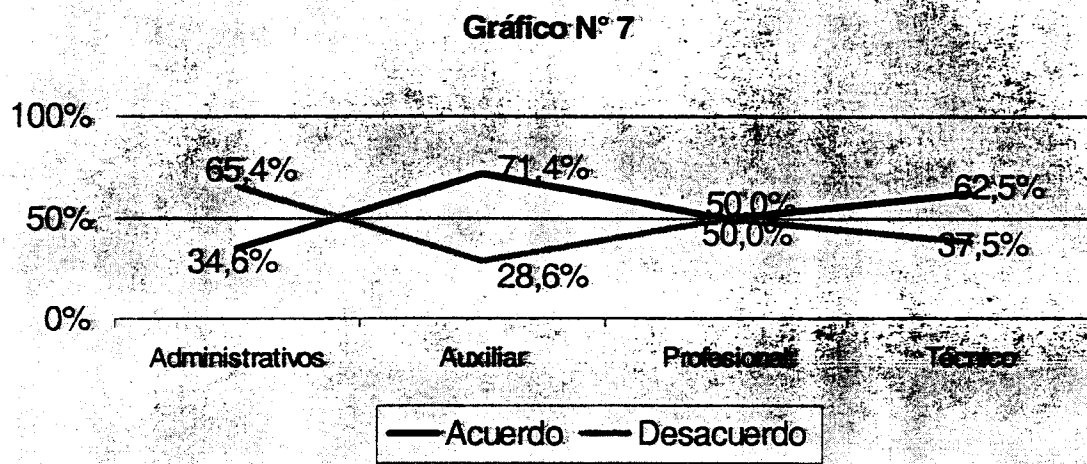 Gráfico N° 7
100%
65,4%
71,4%
50,0%
62,5%
50%
34,6%
28,6%
50,0%
37,5%
0%
Administrativos
Auxiliar
Profesional
Técnico
Acuerdo
Desacuerdo